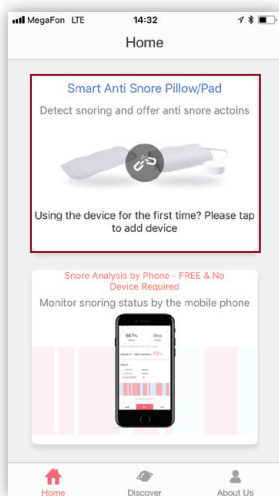 MegaFon LTE 14:32
Home
Smart Anti Snore Pillow/Pad
Detect snoring and offer anti snore actoins
Using the device for the first time? Please tap
to add device
Snore Analysis by Phone - FREE & No
Device Required
Monitor snoring status by the mobile phone
Home Discover About Us